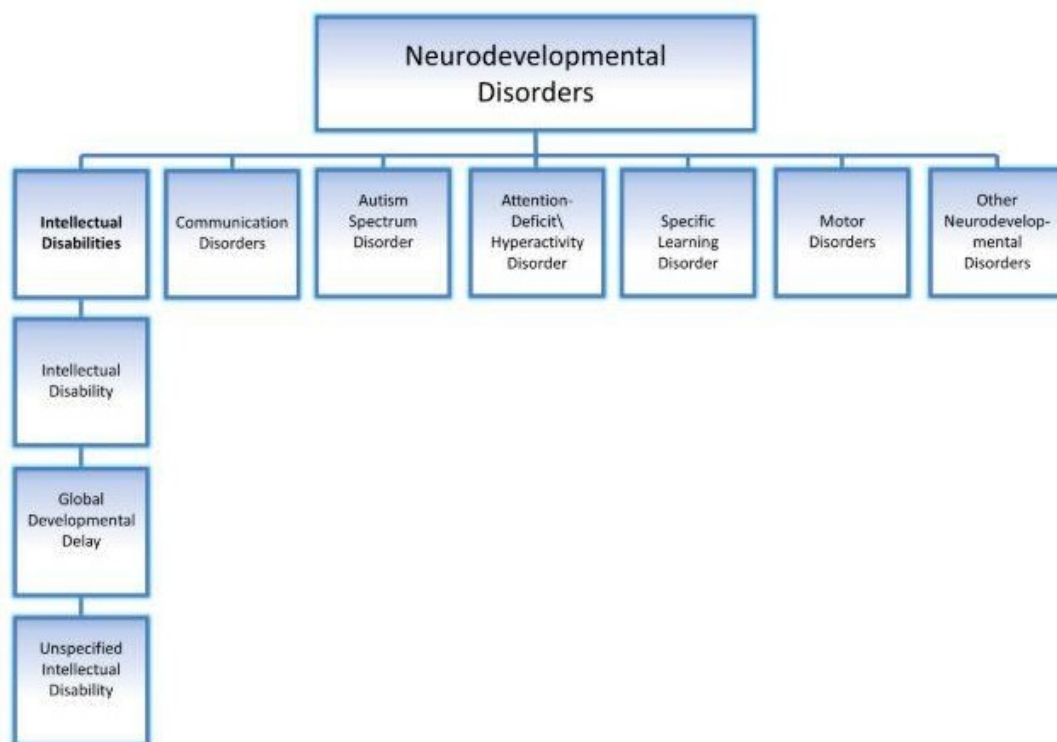 Neurodevelopmental
Disorders
Intellectual
Disabilities
Communication
Disorders
Autism
Spectrum
Disorder
Attention-
Deficit\
Hyperactivity
Disorder
Specific
Learning
Disorder
Motor
Disorders
Other
Neurodevelop-
mental
Disorders
Intellectual
Disability
Global
Developmental
Delay
Unspecified
Intellectual
Disability